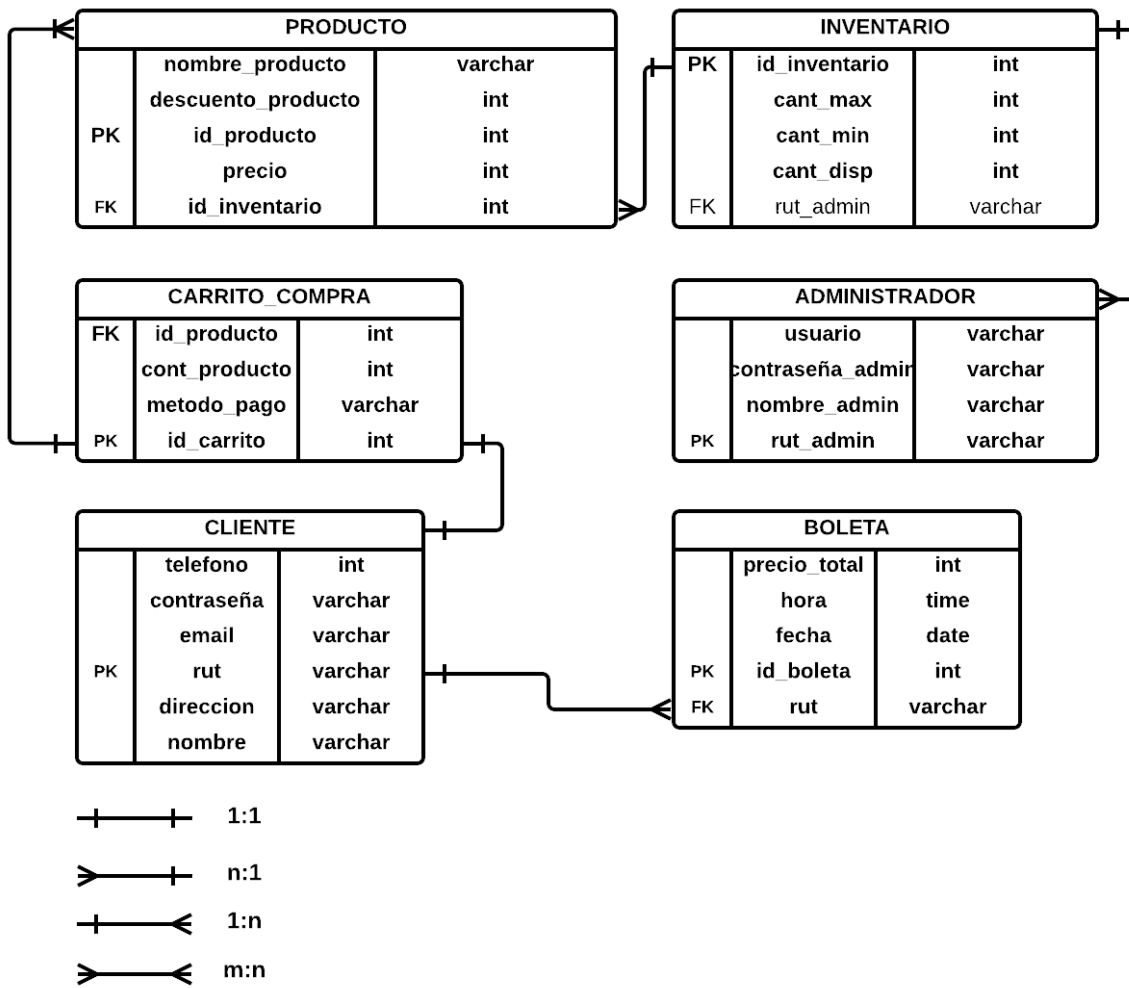 PRODUCTO
nombre_producto varchar
descuento_producto int
PK id_producto int
precio int
FK id_inventario int
INVENTARIO
PK id_inventario int
cant_max int
cant_min int
cant_disp int
FK rut_admin varchar
CARRITO_COMPRA
FK id_producto int
cont_producto int
metodo_pago varchar
PK id_carrito int
ADMINISTRADOR
usuario varchar
contraseña_admin varchar
nombre_admin varchar
PK rut_admin varchar
CLIENTE
telefono int
contraseña varchar
email varchar
PK rut varchar
direccion varchar
nombre varchar
BOLETA
precio_total int
hora time
fecha date
PK id_boleta int
FK rut varchar
1:1
n:1
1:n
m:n